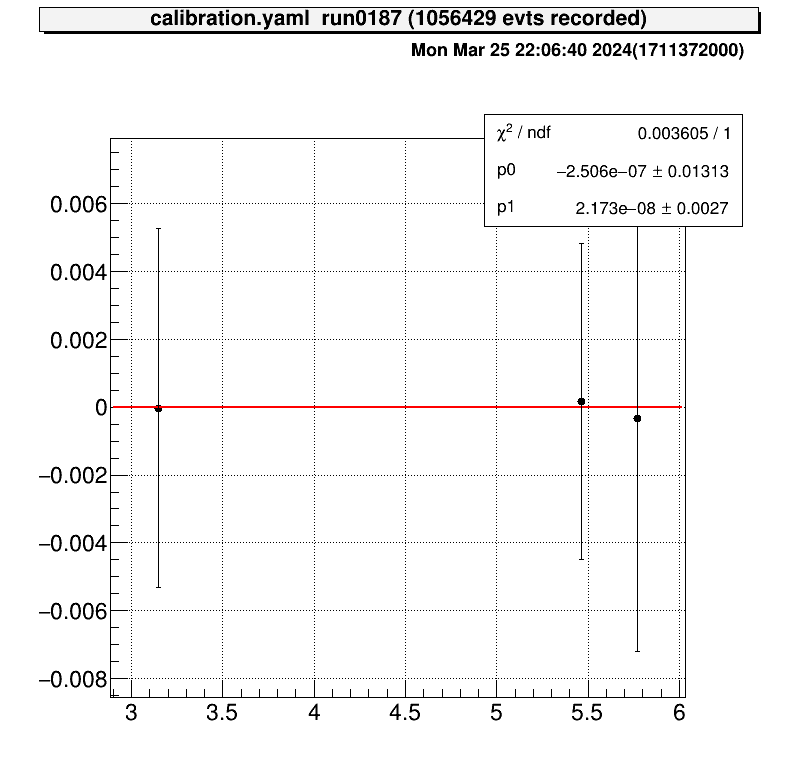 calibration.yaml  run0187 (1056429 evts recorded)
Mon Mar 25 22:06:40 2024(1711372000)
χ² / ndf 0.003605 / 1
p0 −2.506e−07 ± 0.01313
p1 2.173e−08 ± 0.0027
0.006
0.004
0.002
0
−0.002
−0.004
−0.006
−0.008
3 3.5 4 4.5 5 5.5 6